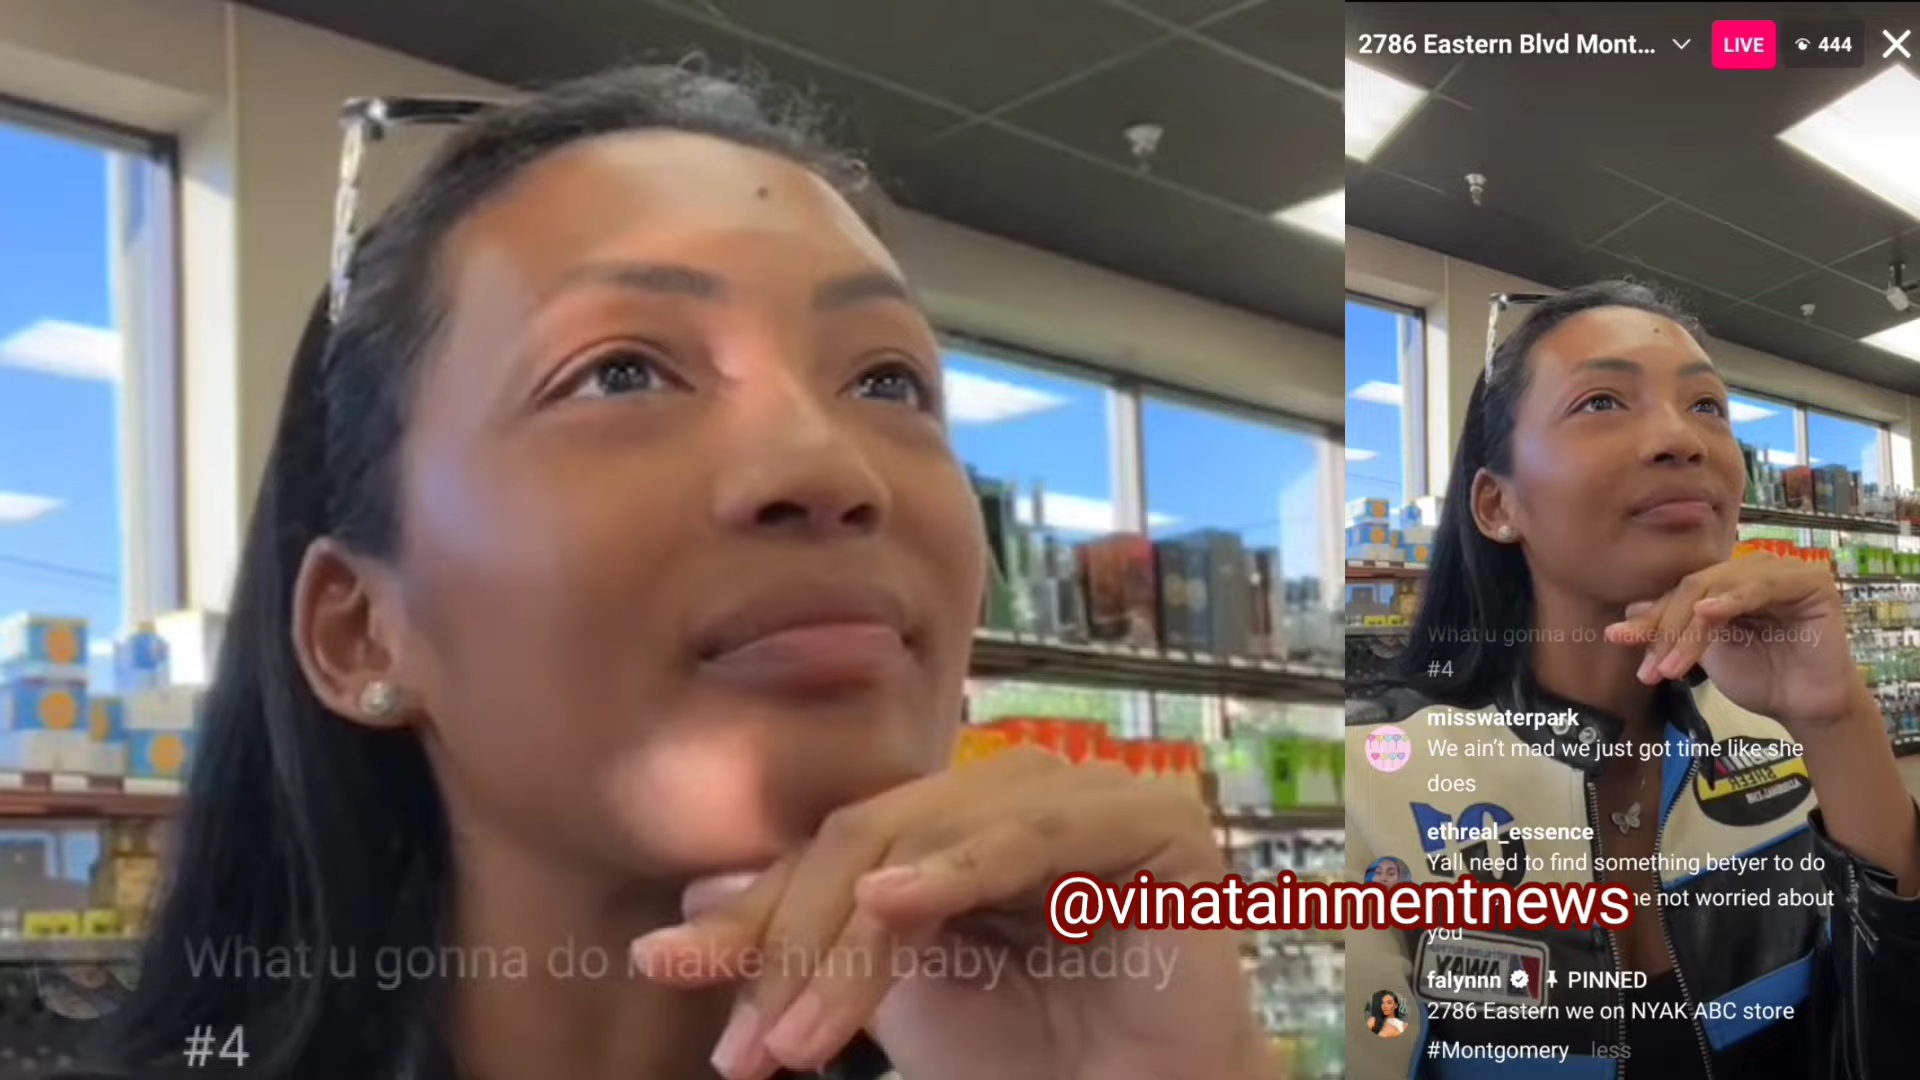 2786 Eastern Blvd Mont...
LIVE
444
What u gonna do make him baby daddy
#4
What u gonna do make him baby daddy
#4
misswaterpark
We ain't mad we just got time like she
does
ethreal_essence
Yall need to find something betyer to do
he not worried about
you
@vinatainmentnews
falynnn PINNED
2786 Eastern we on NYAK ABC store
#Montgomery less